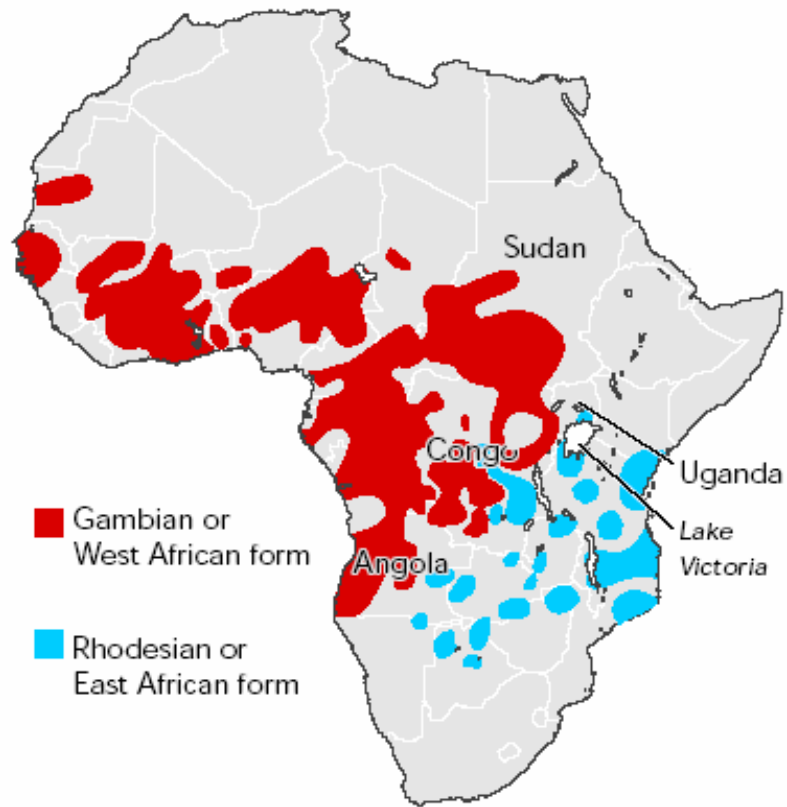 Sudan
Congo
Uganda
Lake
Victoria
Gambian or
West African form
Angola
Rhodesian or
East African form